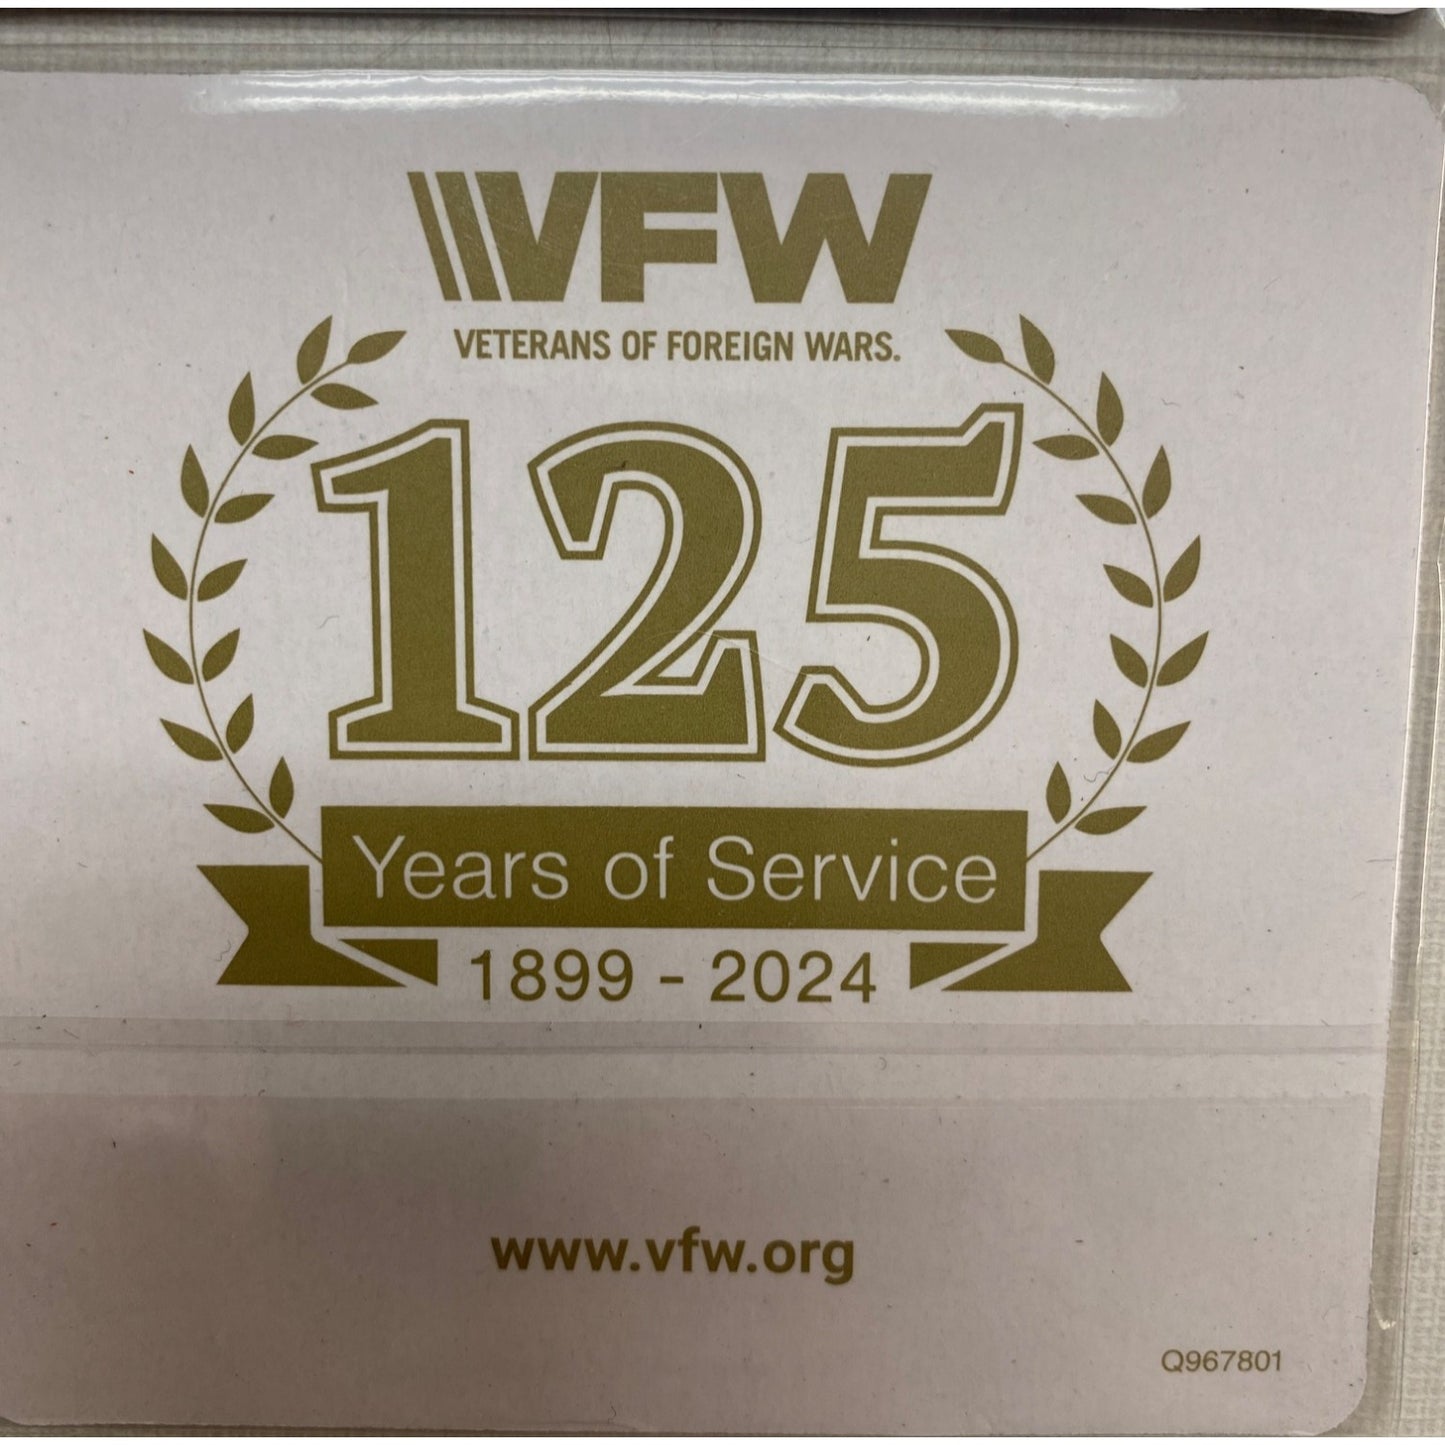 VFW
VETERANS OF FOREIGN WARS.
125
Years of Service
1899 - 2024
www.vfw.org
Q967801